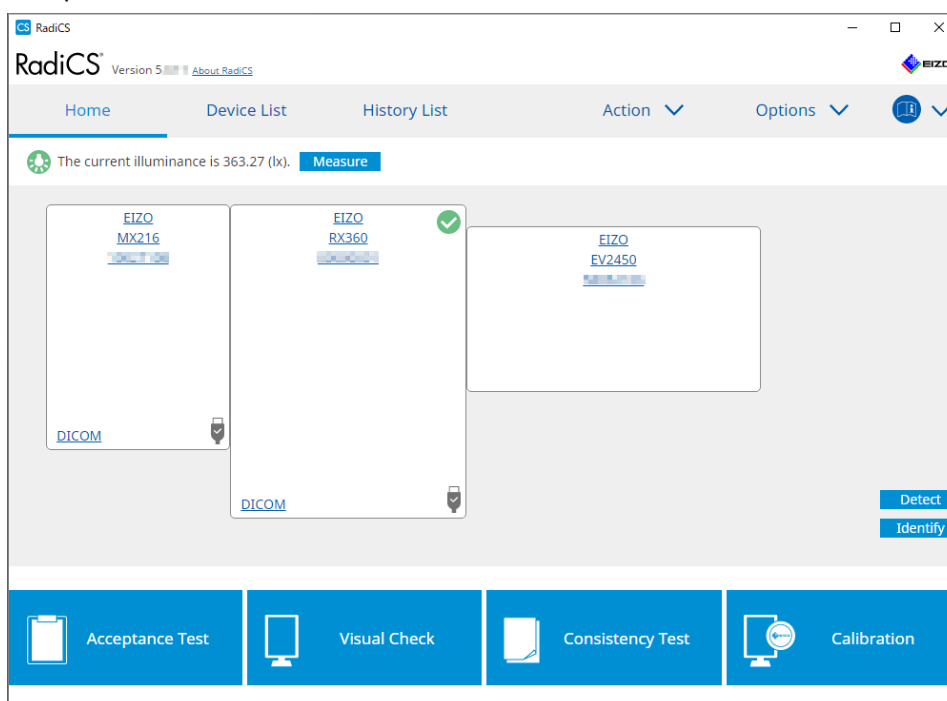 CS RadiCS
RadiCS Version 5. About RadiCS
EIZO
Home Device List History List Action Options
The current illuminance is 363.27 (lx). Measure
EIZO
MX216
DICOM
EIZO
RX360
DICOM
EIZO
EV2450
Detect
Identify
Acceptance Test Visual Check Consistency Test Calibration